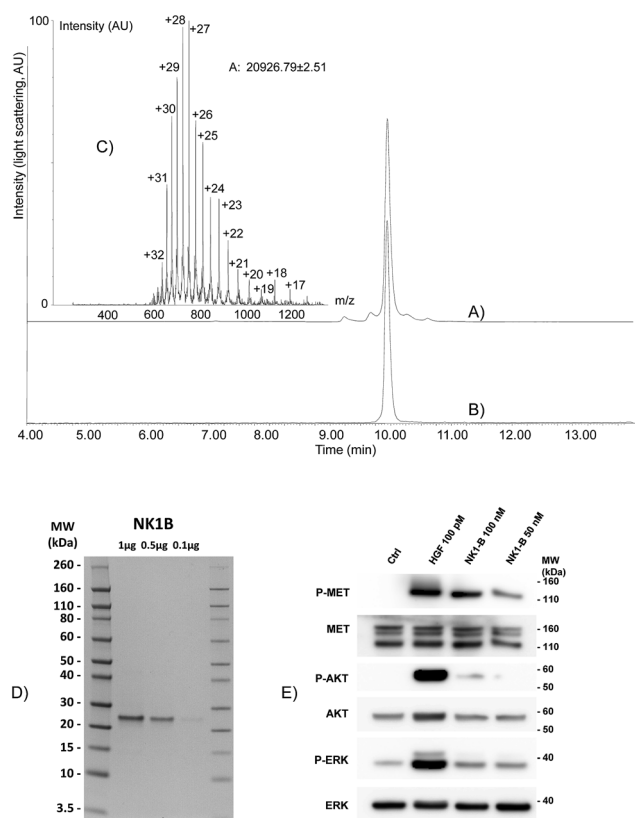 100
Intensity (AU)
+28
+27
A: 20926.79±2.51
+29
+30
+26
C)
+25
+31
+24
+23
+22
+32
+21
+20
+18
+19
+17
0
m/z
400
600
800
1000
1200
Intensity (light scattering, AU)
A)
B)
4.00
5.00
6.00
7.00
8.00
9.00
10.00
11.00
12.00
13.00
Time (min)
MW
(kDa)
NK1B
1µg
0.5µg
0.1µg
260 -
160 -
110 -
80 -
60 -
50 -
40 -
30 -
20 -
15 -
10 -
3.5 -
D)
Ctrl
HGF 100 pM
NK1-B 100 nM
NK1-B 50 nM
MW
(kDa)
P-MET
- 160
- 110
MET
- 160
- 110
P-AKT
- 60
- 50
E)
AKT
- 60
- 50
P-ERK
- 40
ERK
- 40